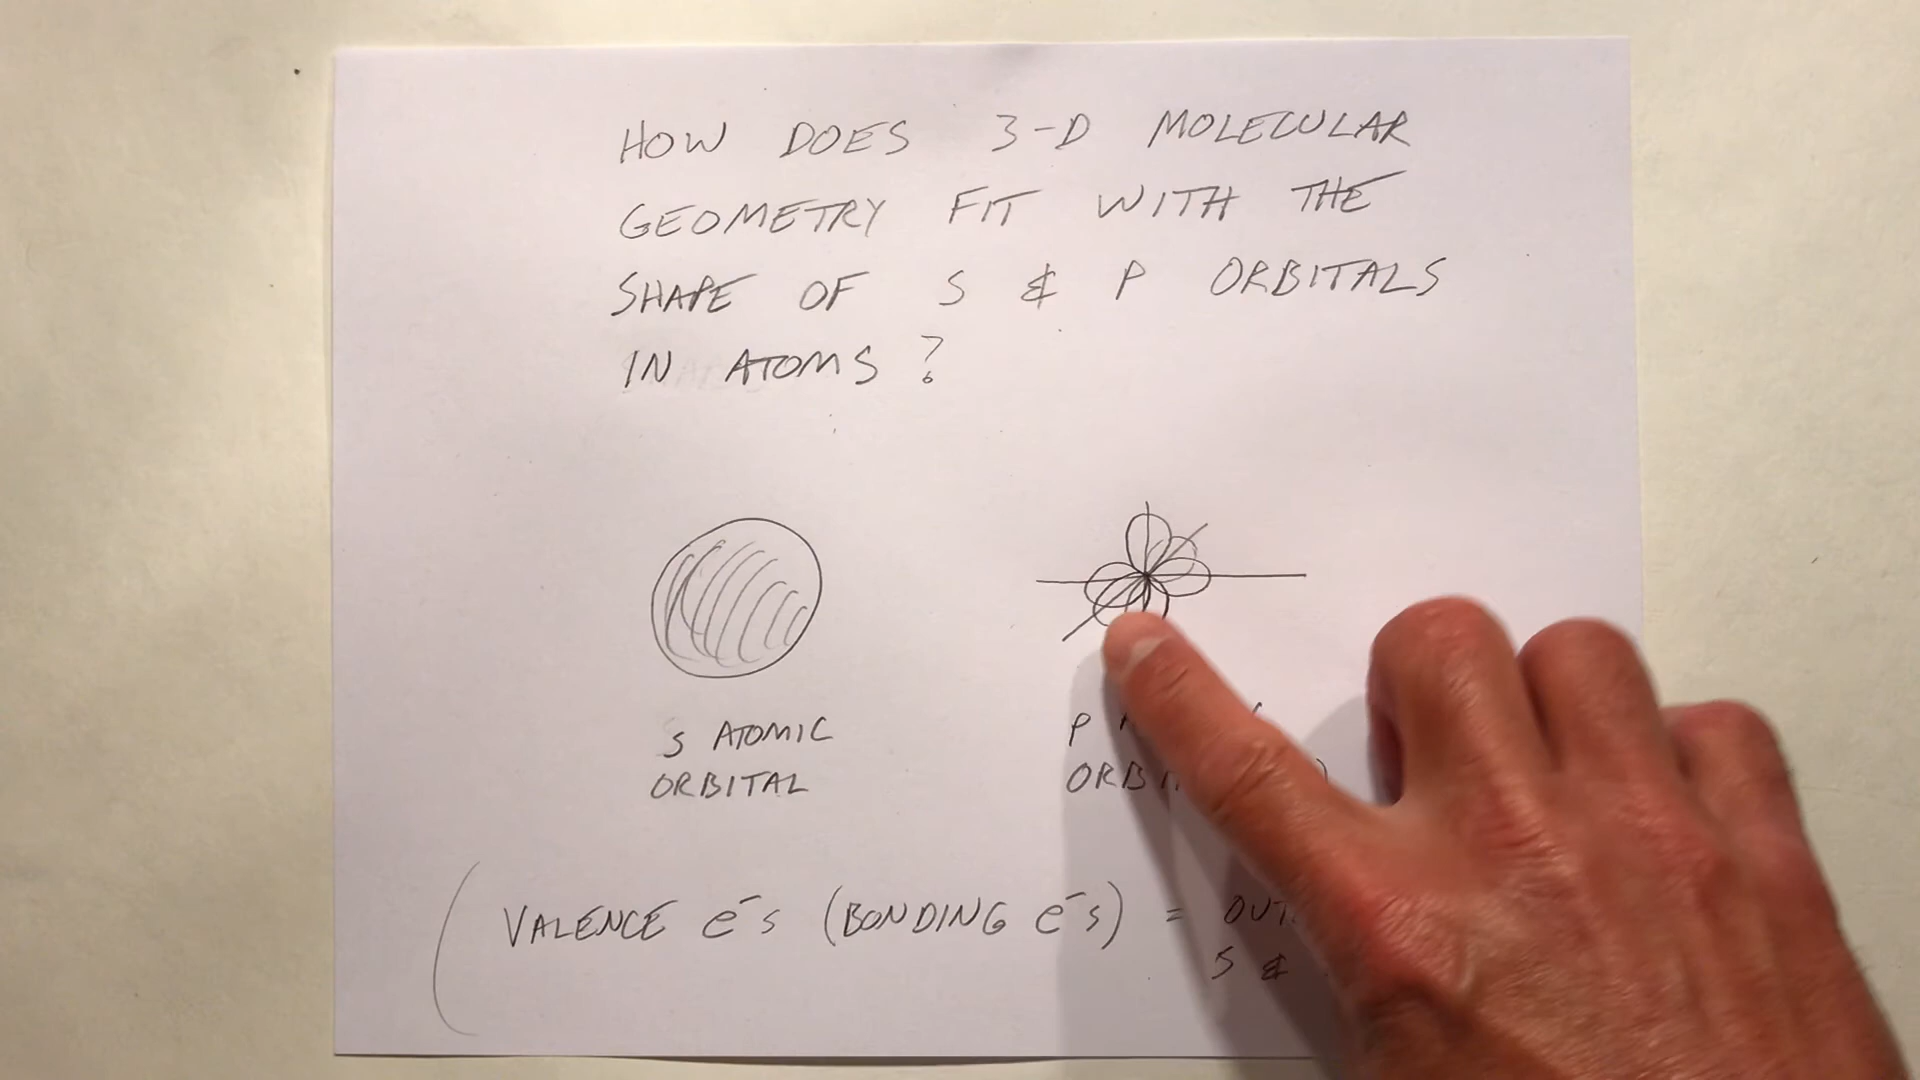 HOW DOES 3-D MOLECULAR
GEOMETRY FIT WITH THE
SHAPE OF S & P ORBITALS
IN ATOMS?
S ATOMIC
ORBITAL
P
VALENCE e⁻s (BONDING e⁻s) =
S &